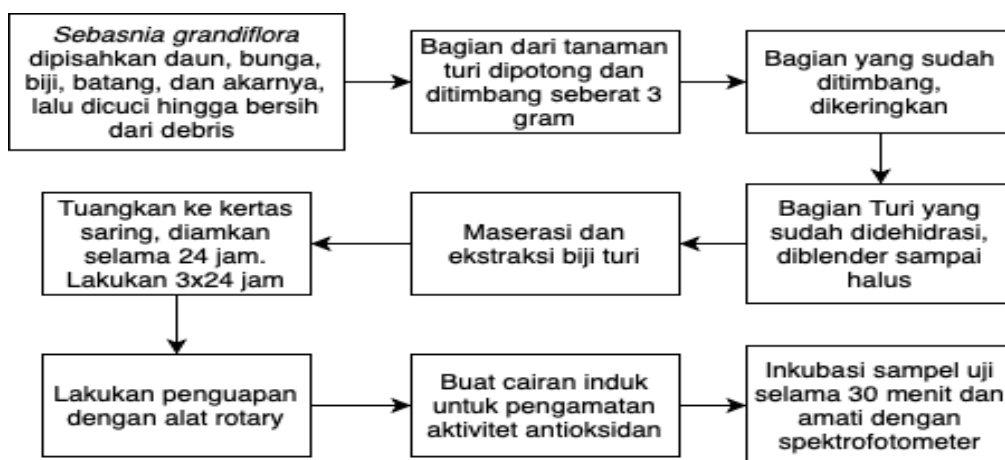 Sebasnia grandiflora
dipisahkan daun, bunga,
biji, batang, dan akarnya,
lalu dicuci hingga bersih
dari debris
Bagian dari tanaman
turi dipotong dan
ditimbang seberat 3
gram
Bagian yang sudah
ditimbang,
dikeringkan
Bagian Turi yang
sudah didehidrasi,
diblender sampai
halus
Maserasi dan
ekstraksi biji turi
Tuangkan ke kertas
saring, diamkan
selama 24 jam.
Lakukan 3x24 jam
Lakukan penguapan
dengan alat rotary
Buat cairan induk
untuk pengamatan
aktivitet antioksidan
Inkubasi sampel uji
selama 30 menit dan
amati dengan
spektrofotometer